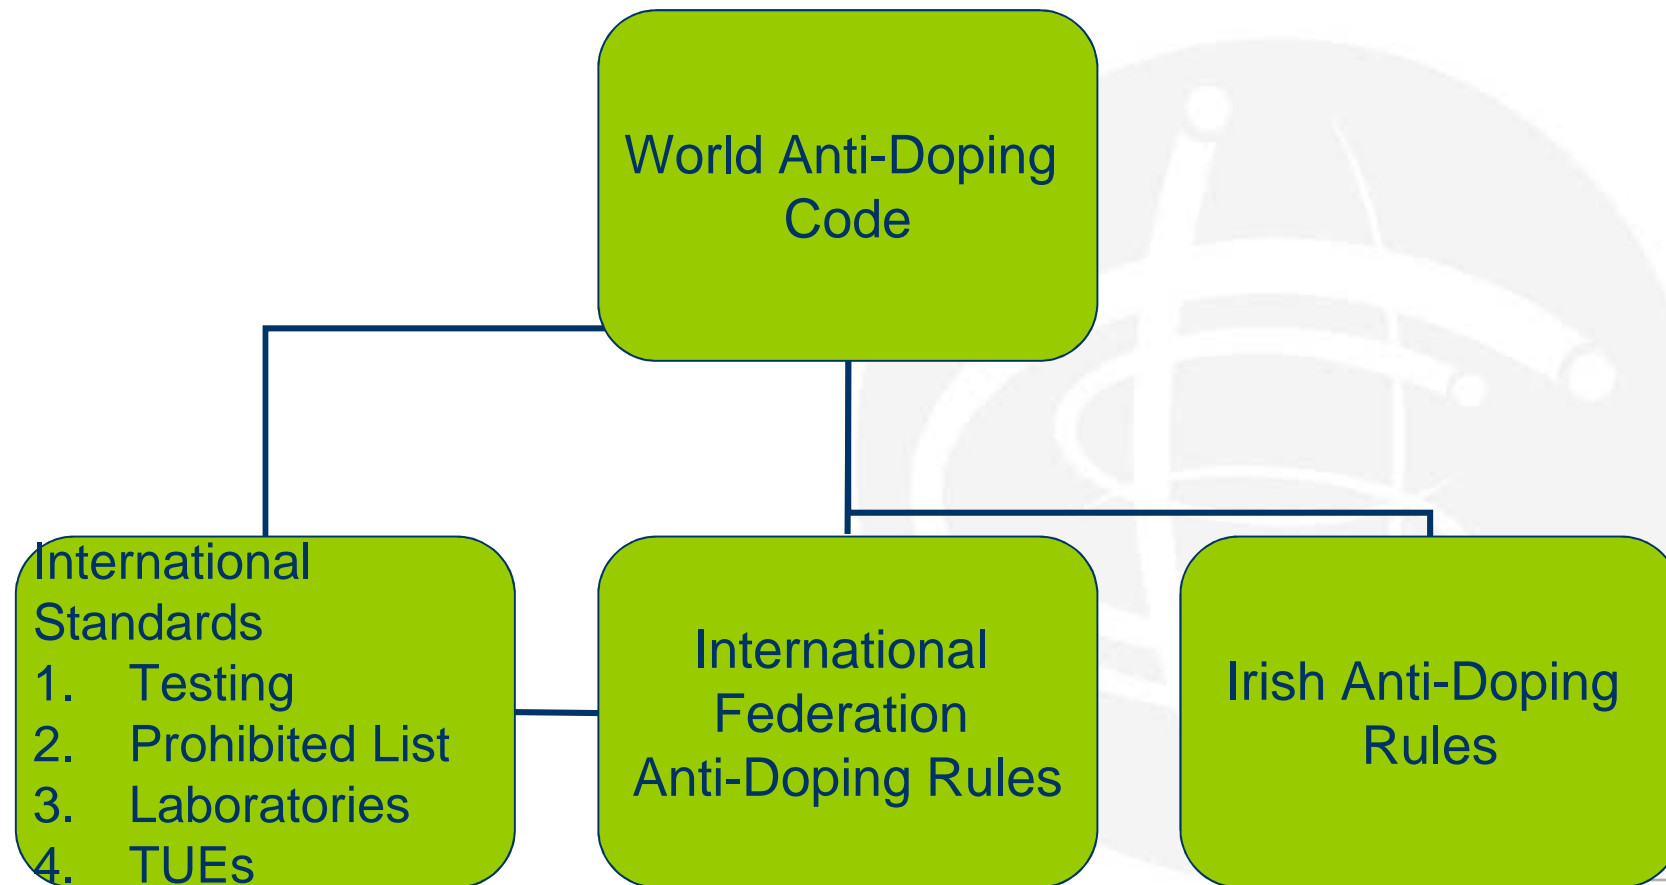 World Anti-Doping
Code
International
Standards
1. Testing
2. Prohibited List
3. Laboratories
4. TUEs
International
Federation
Anti-Doping Rules
Irish Anti-Doping
Rules